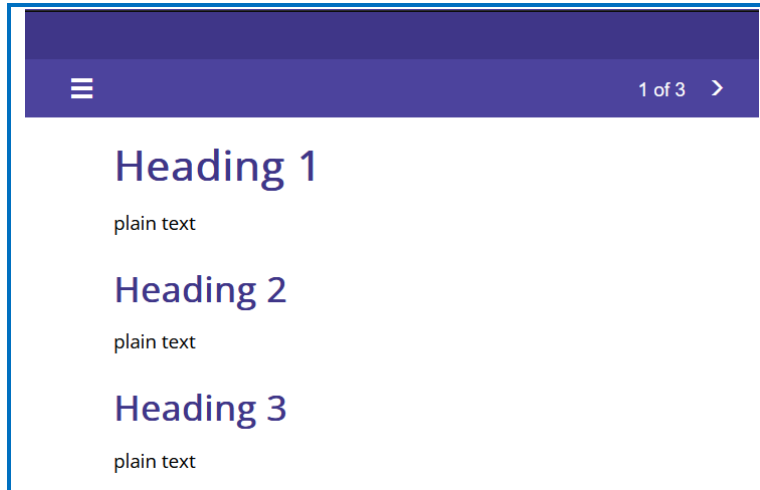 1 of 3
Heading 1
plain text
Heading 2
plain text
Heading 3
plain text